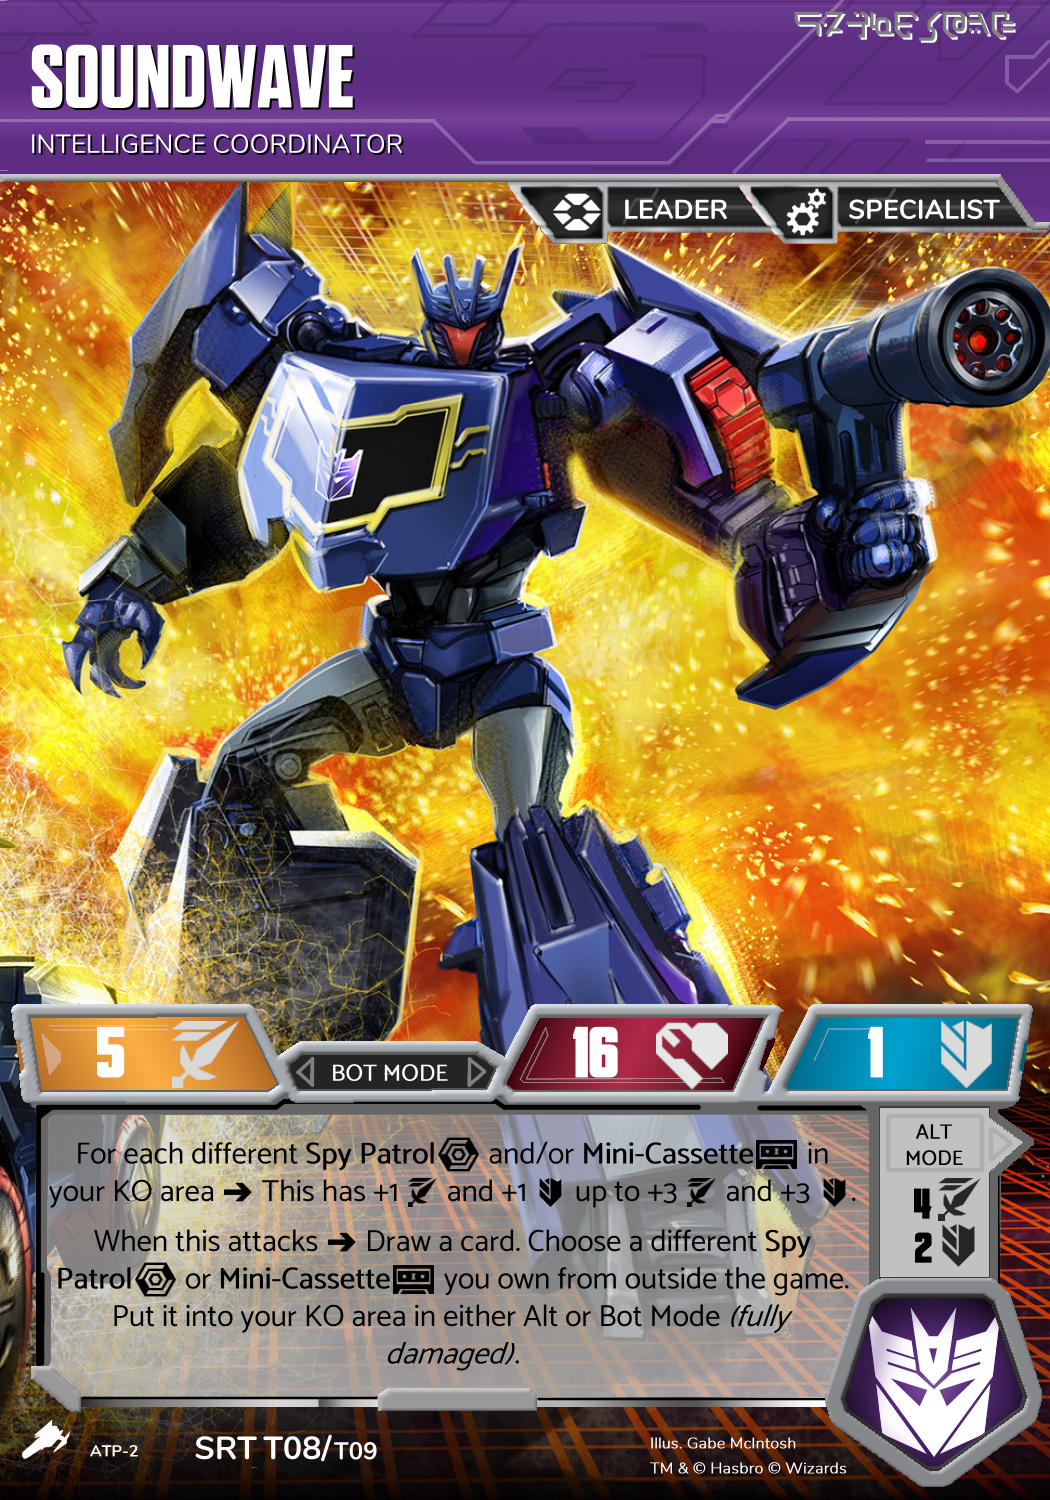 SOUNDWAVE
INTELLIGENCE COORDINATOR
LEADER
SPECIALIST
5
BOT MODE
16
1
For each different Spy Patrol and/or Mini-Cassette in
your KO area ➔ This has +1 and +1 up to +3 and +3 .
When this attacks ➔ Draw a card. Choose a different Spy
Patrol or Mini-Cassette you own from outside the game.
Put it into your KO area in either Alt or Bot Mode (fully
damaged).
ALT
MODE
4
2
ATP-2
SRT T08/T09
Illus. Gabe McIntosh
TM & © Hasbro © Wizards